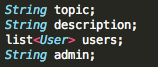 String topic;
String description;
list<User> users;
String admin;